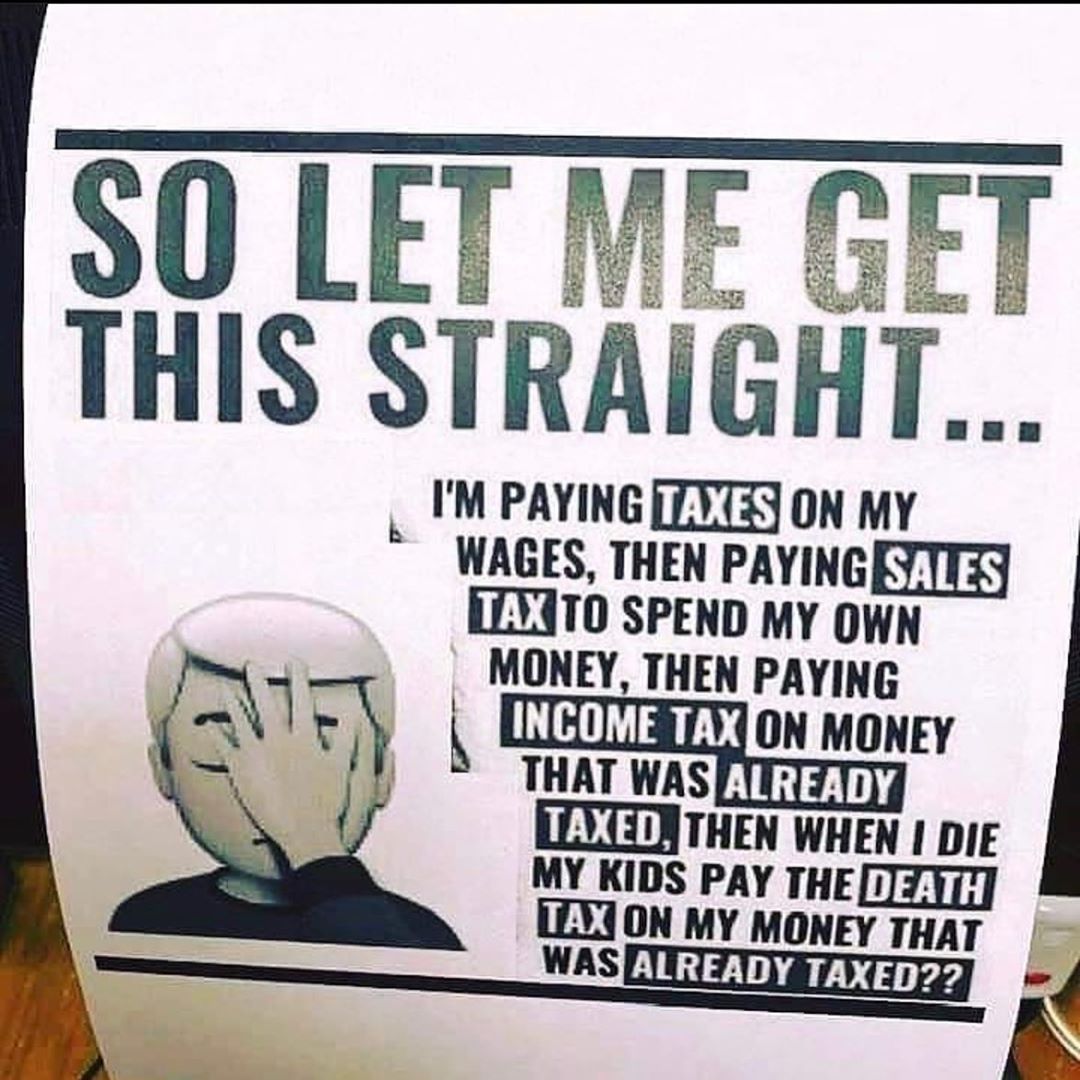 SO LET ME GET
THIS STRAIGHT...
I'M PAYING TAXES ON MY
WAGES, THEN PAYING SALES
TAX TO SPEND MY OWN
MONEY, THEN PAYING
INCOME TAX ON MONEY
THAT WAS ALREADY
TAXED, THEN WHEN I DIE
MY KIDS PAY THE DEATH
TAX ON MY MONEY THAT
WAS ALREADY TAXED??